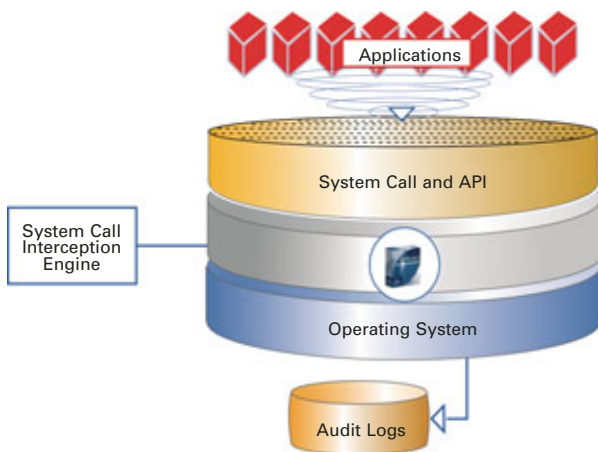 Applications
System Call and API
System Call
Interception
Engine
Operating System
Audit Logs